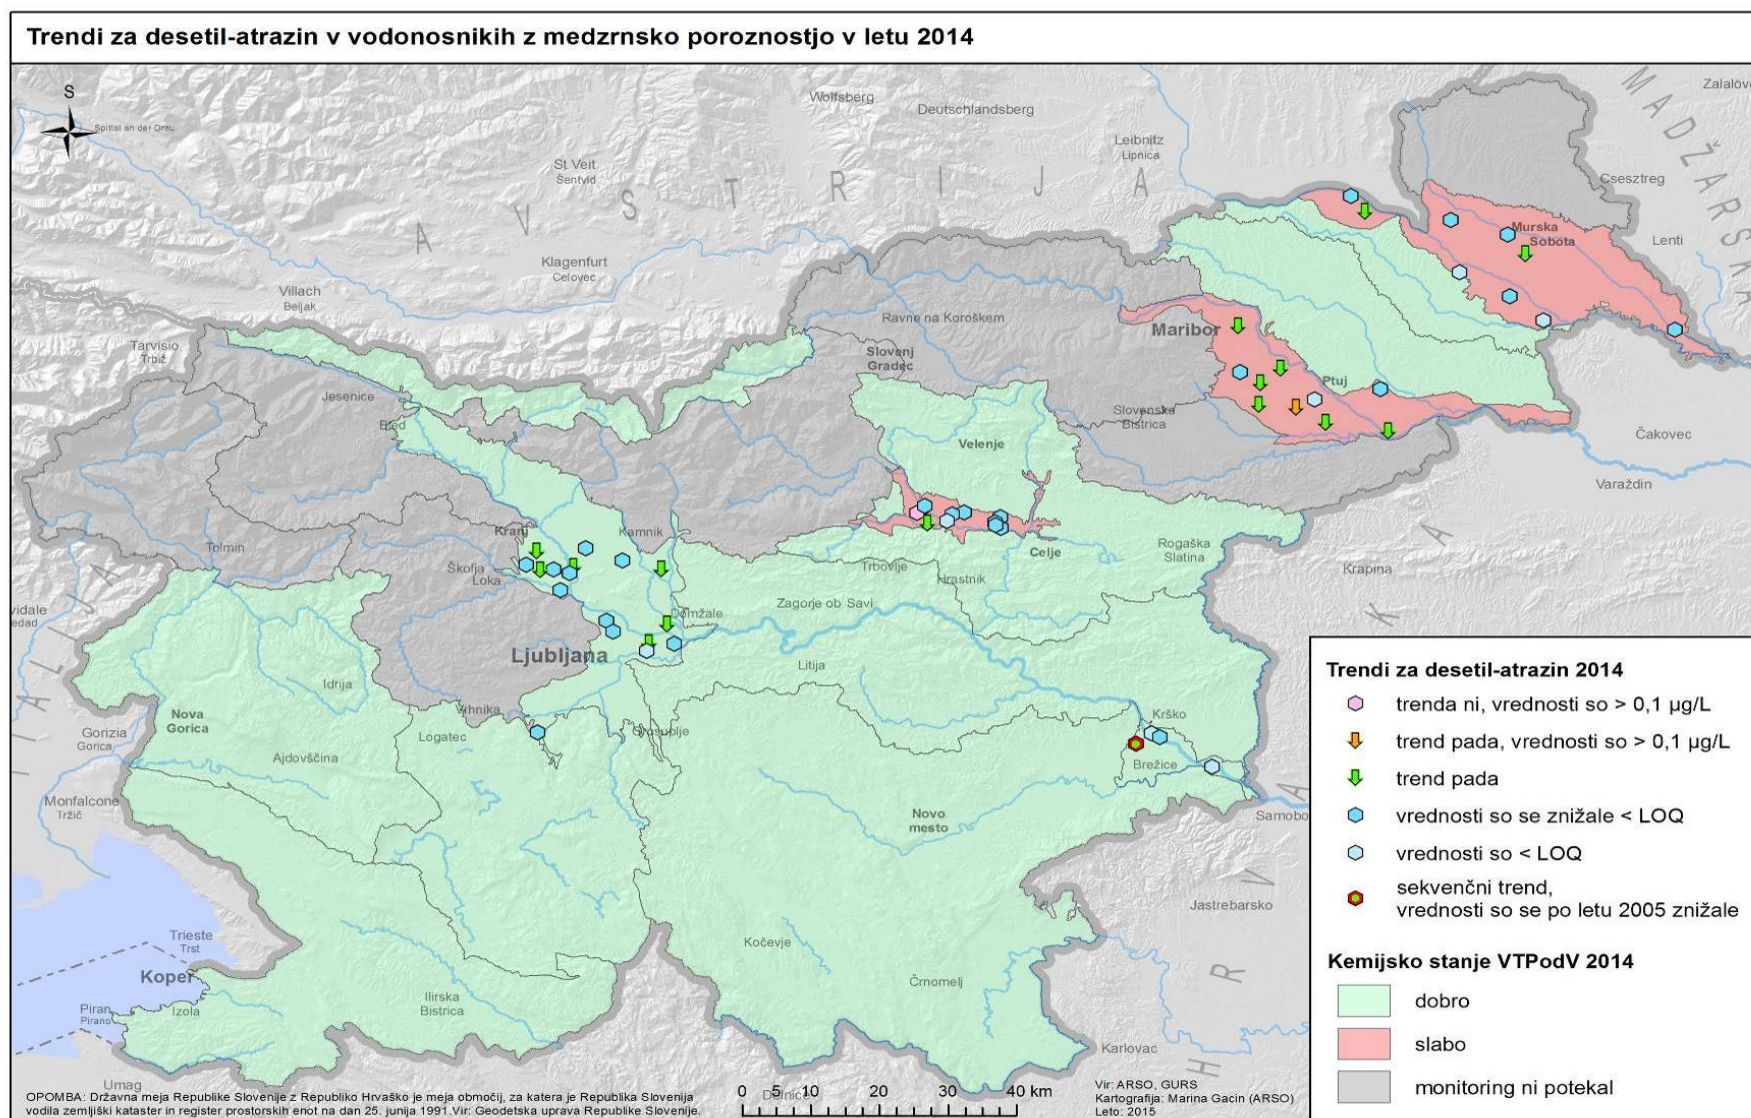 Trendi za desetil-atrazin v vodonosnikih z medzrnsko poroznostjo v letu 2014
S
Spittal an der Drau
Wolfsberg
Deutschlandsberg
Leibnitz
Lipnica
Zalalöv
MADŽARSKA
Csesztreg
St Veit
Šentvid
AVSTRIJA
Murska
Sobota
Lenti
Klagenfurt
Celovec
Villach
Beljak
Ravne na Koroškem
Maribor
Tarvisio
Trbiž
Slovenj
Gradec
Jesenice
Ptuj
Bled
Slovenska
Bistrica
Velenje
Čakovec
Varaždin
Kranj
Kamnik
Tolmin
Škofja
Loka
Celje
Rogaška
Slatina
Trbovlje
Hrastnik
Krapina
Zagorje ob Savi
Domžale
vidale
edad
ITALIJA
Ljubljana
Litija
Idrija
Vrhnika
Nova
Gorica
Logatec
Grosuplje
Krško
Gorizia
Gorica
Ajdovščina
Brežice
Monfalcone
Tržič
Novo
mesto
Samobo
HRVAŠKA
Jastrebarsko
Trieste
Trst
Kočevje
Koper
Črnomelj
Piran
Pirano
Izola
Ilirska
Bistrica
Karlovac
Umag
Trendi za desetil-atrazin 2014
trenda ni, vrednosti so > 0,1 µg/L
trend pada, vrednosti so > 0,1 µg/L
trend pada
vrednosti so se znižale < LOQ
vrednosti so < LOQ
sekvenčni trend,
vrednosti so se po letu 2005 znižale
Kemijsko stanje VTPodV 2014
dobro
slabo
monitoring ni potekal
OPOMBA: Državna meja Republike Slovenije z Republiko Hrvaško je meja območij, za katera je Republika Slovenija
vodila zemljiški kataster in register prostorskih enot na dan 25. junija 1991.Vir: Geodetska uprava Republike Slovenije.
0 5 10 20 30 40 km
Vir: ARSO, GURS
Kartografija: Marina Gacin (ARSO)
Leto: 2015